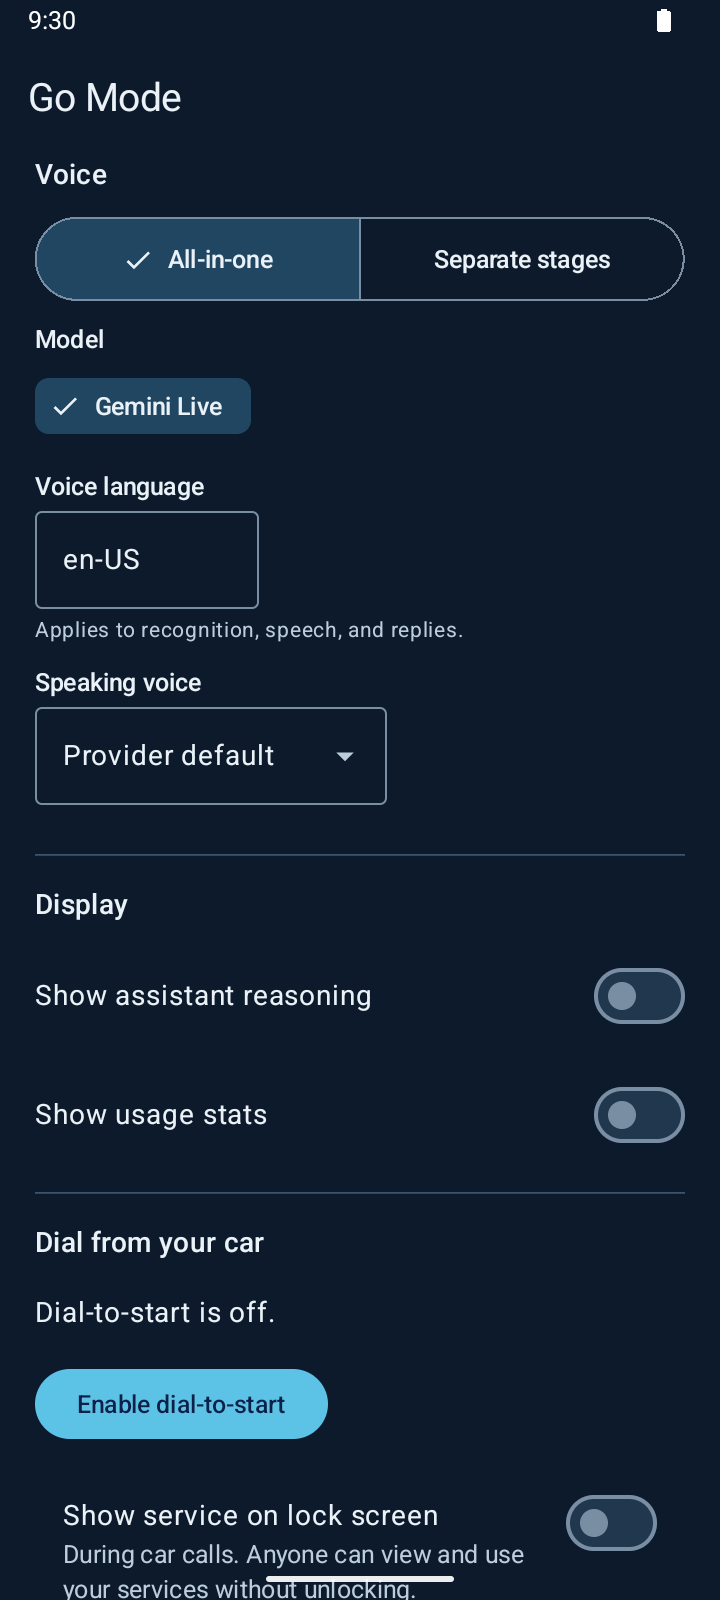 9:30
Go Mode
Voice
All-in-one
Separate stages
Model
Gemini Live
Voice language
en-US
Applies to recognition, speech, and replies.
Speaking voice
Provider default
Display
Show assistant reasoning
Show usage stats
Dial from your car
Dial-to-start is off.
Enable dial-to-start
Show service on lock screen
During car calls. Anyone can view and use
your services without unlocking.